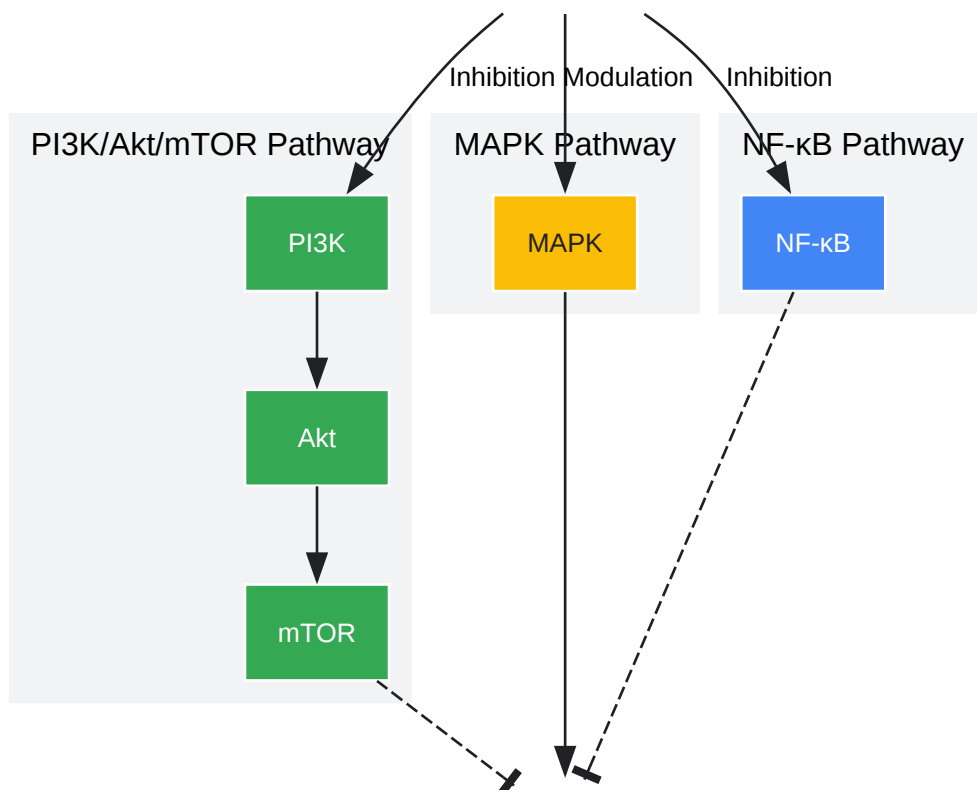 Inhibition
Modulation
Inhibition
PI3K/Akt/mTOR Pathway
MAPK Pathway
NF-κB Pathway
PI3K
MAPK
NF-κB
Akt
mTOR